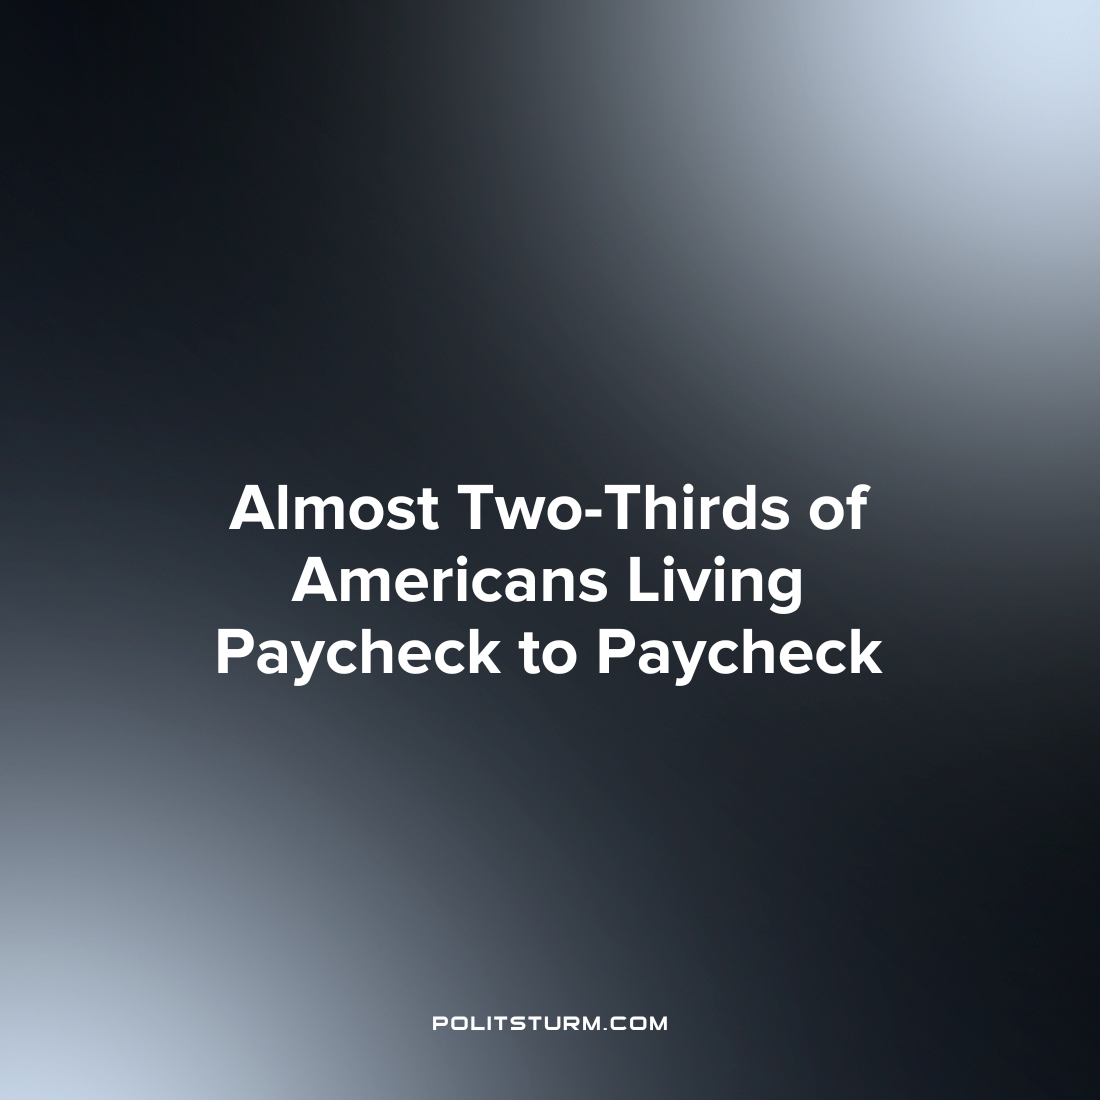 Almost Two-Thirds of
Americans Living
Paycheck to Paycheck
POLITSTURM.COM